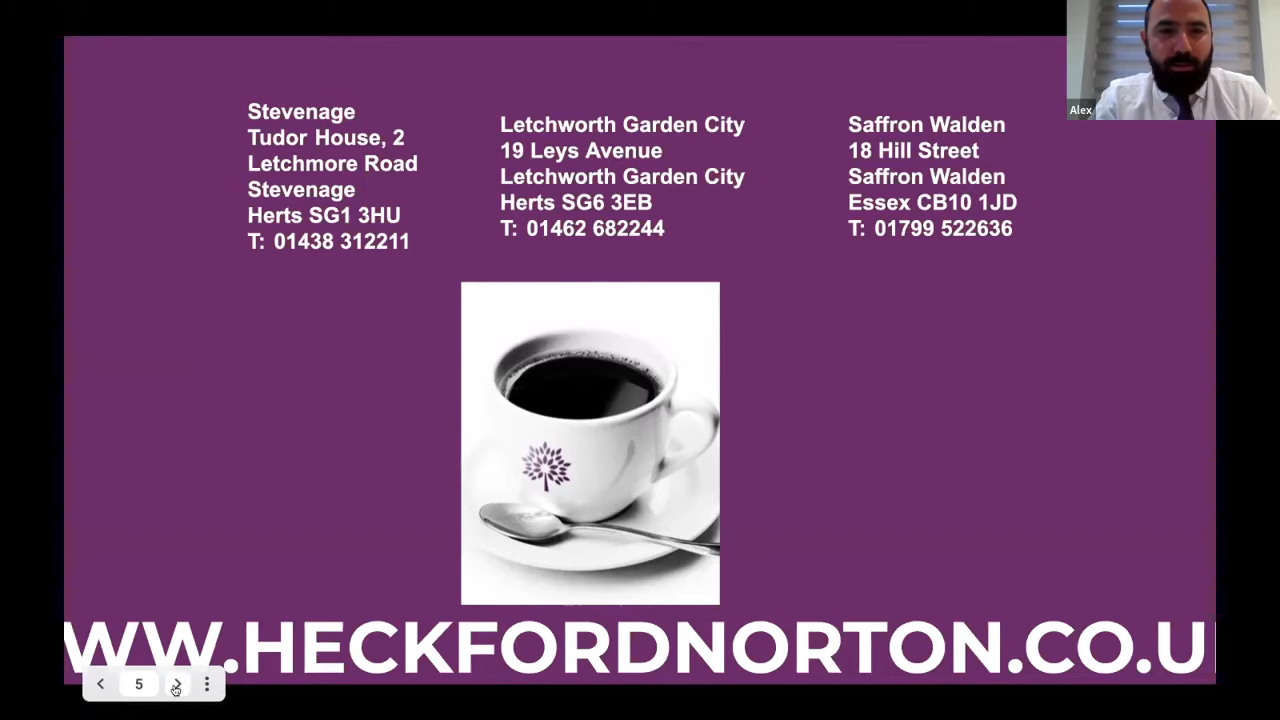 Alex
Stevenage
Tudor House, 2
Letchmore Road
Stevenage
Herts SG1 3HU
T: 01438 312211
Letchworth Garden City
19 Leys Avenue
Letchworth Garden City
Herts SG6 3EB
T: 01462 682244
Saffron Walden
18 Hill Street
Saffron Walden
Essex CB10 1JD
T: 01799 522636
WW.HECKFORDNORTON.CO.U
5